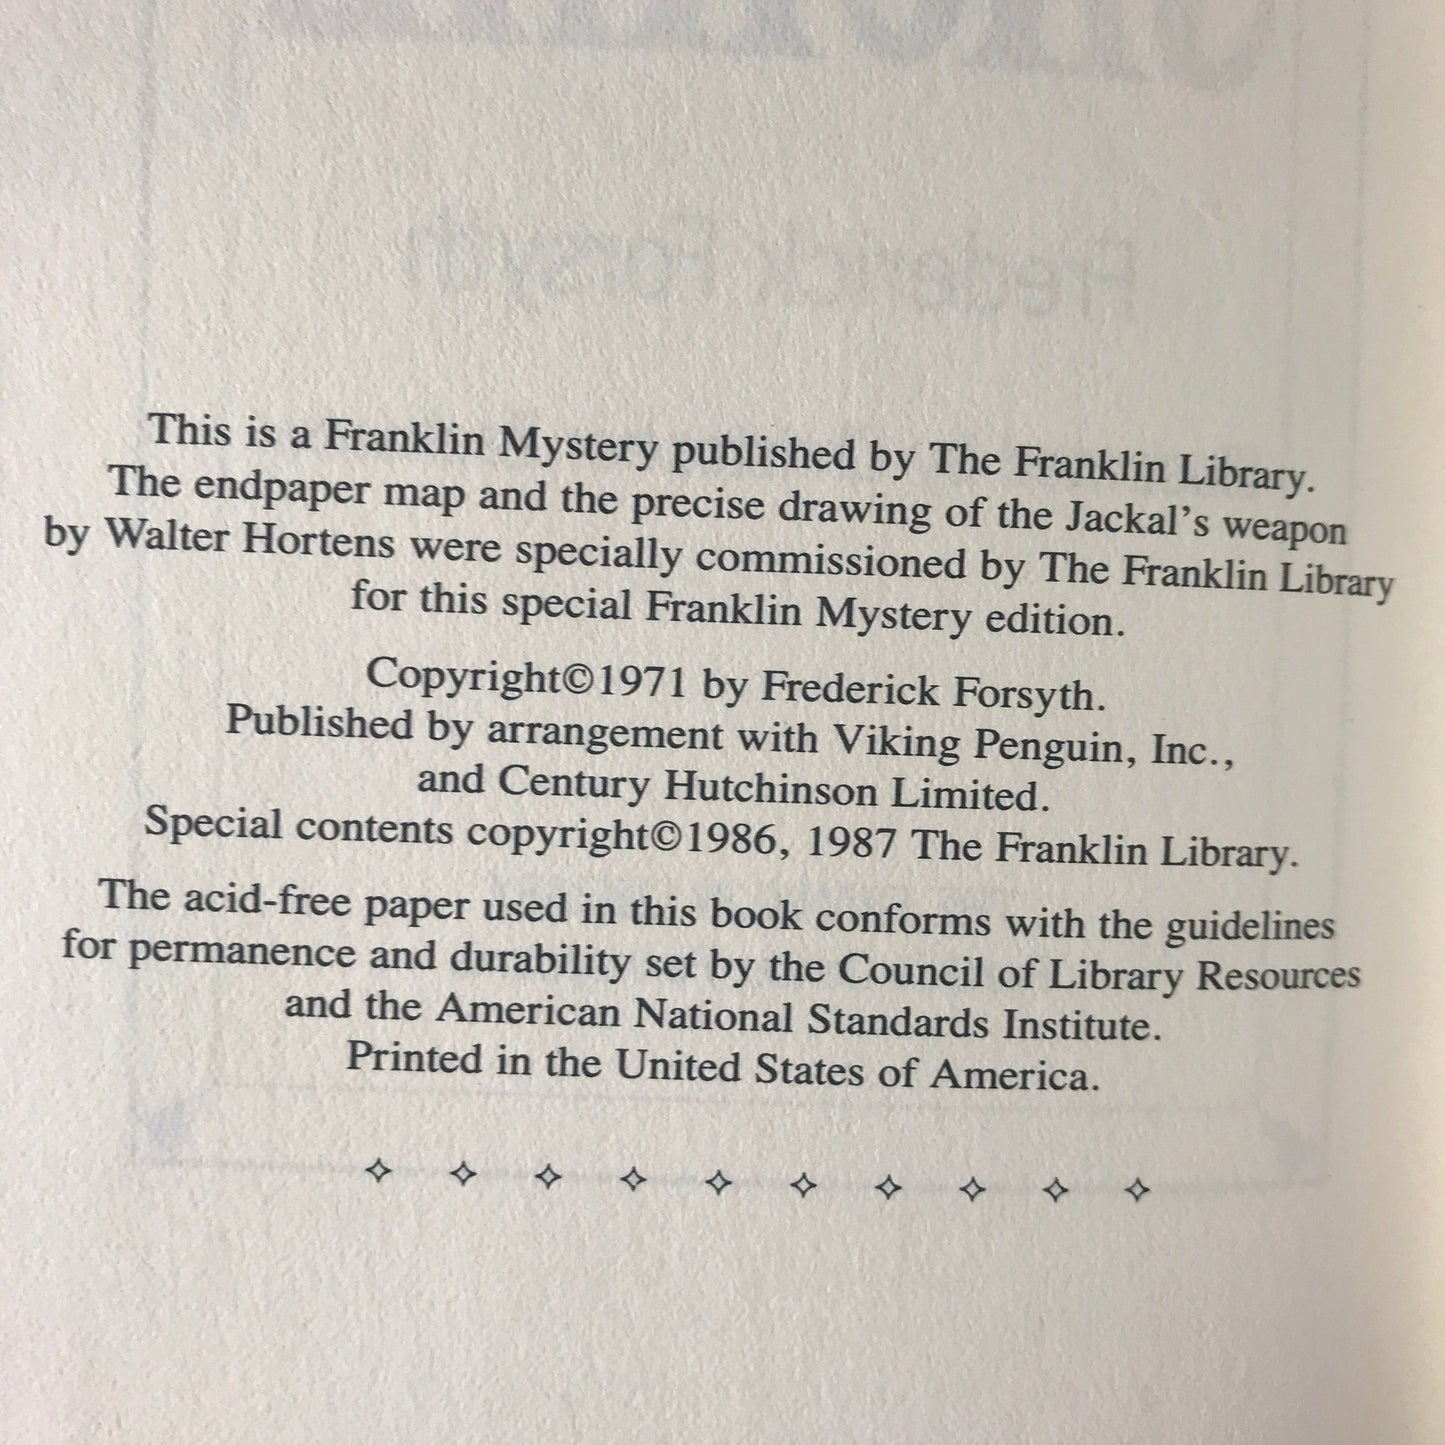 Frederick Forsyth
This is a Franklin Mystery published by The Franklin Library.
The endpaper map and the precise drawing of the Jackal's weapon
by Walter Hortens were specially commissioned by The Franklin Library
for this special Franklin Mystery edition.
Copyright©1971 by Frederick Forsyth.
Published by arrangement with Viking Penguin, Inc.,
and Century Hutchinson Limited.
Special contents copyright©1986, 1987 The Franklin Library.
The acid-free paper used in this book conforms with the guidelines
for permanence and durability set by the Council of Library Resources
and the American National Standards Institute.
Printed in the United States of America.